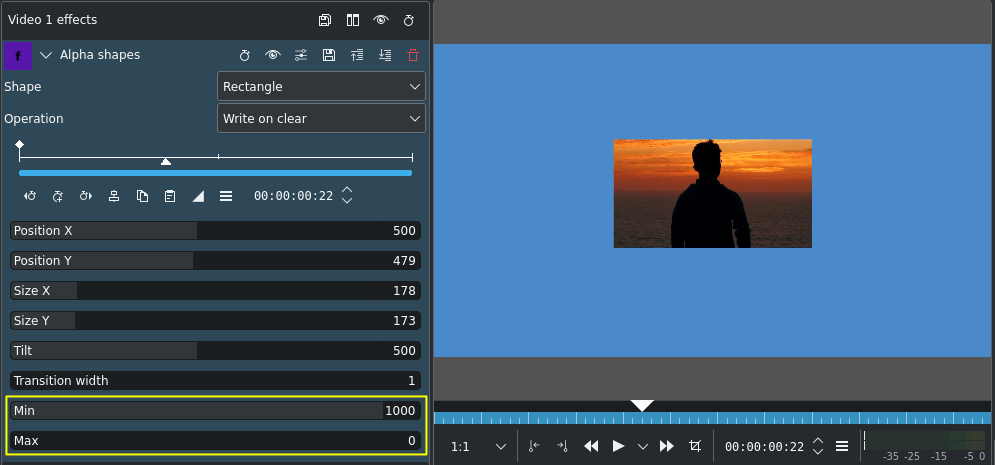 Video 1 effects
f
Alpha shapes
Shape Rectangle
Operation Write on clear
00:00:00:22
Position X 500
Position Y 479
Size X 178
Size Y 173
Tilt 500
Transition width 1
Min 1000
Max 0
1:1 00:00:00:22
-35 -25 -15 -5 0